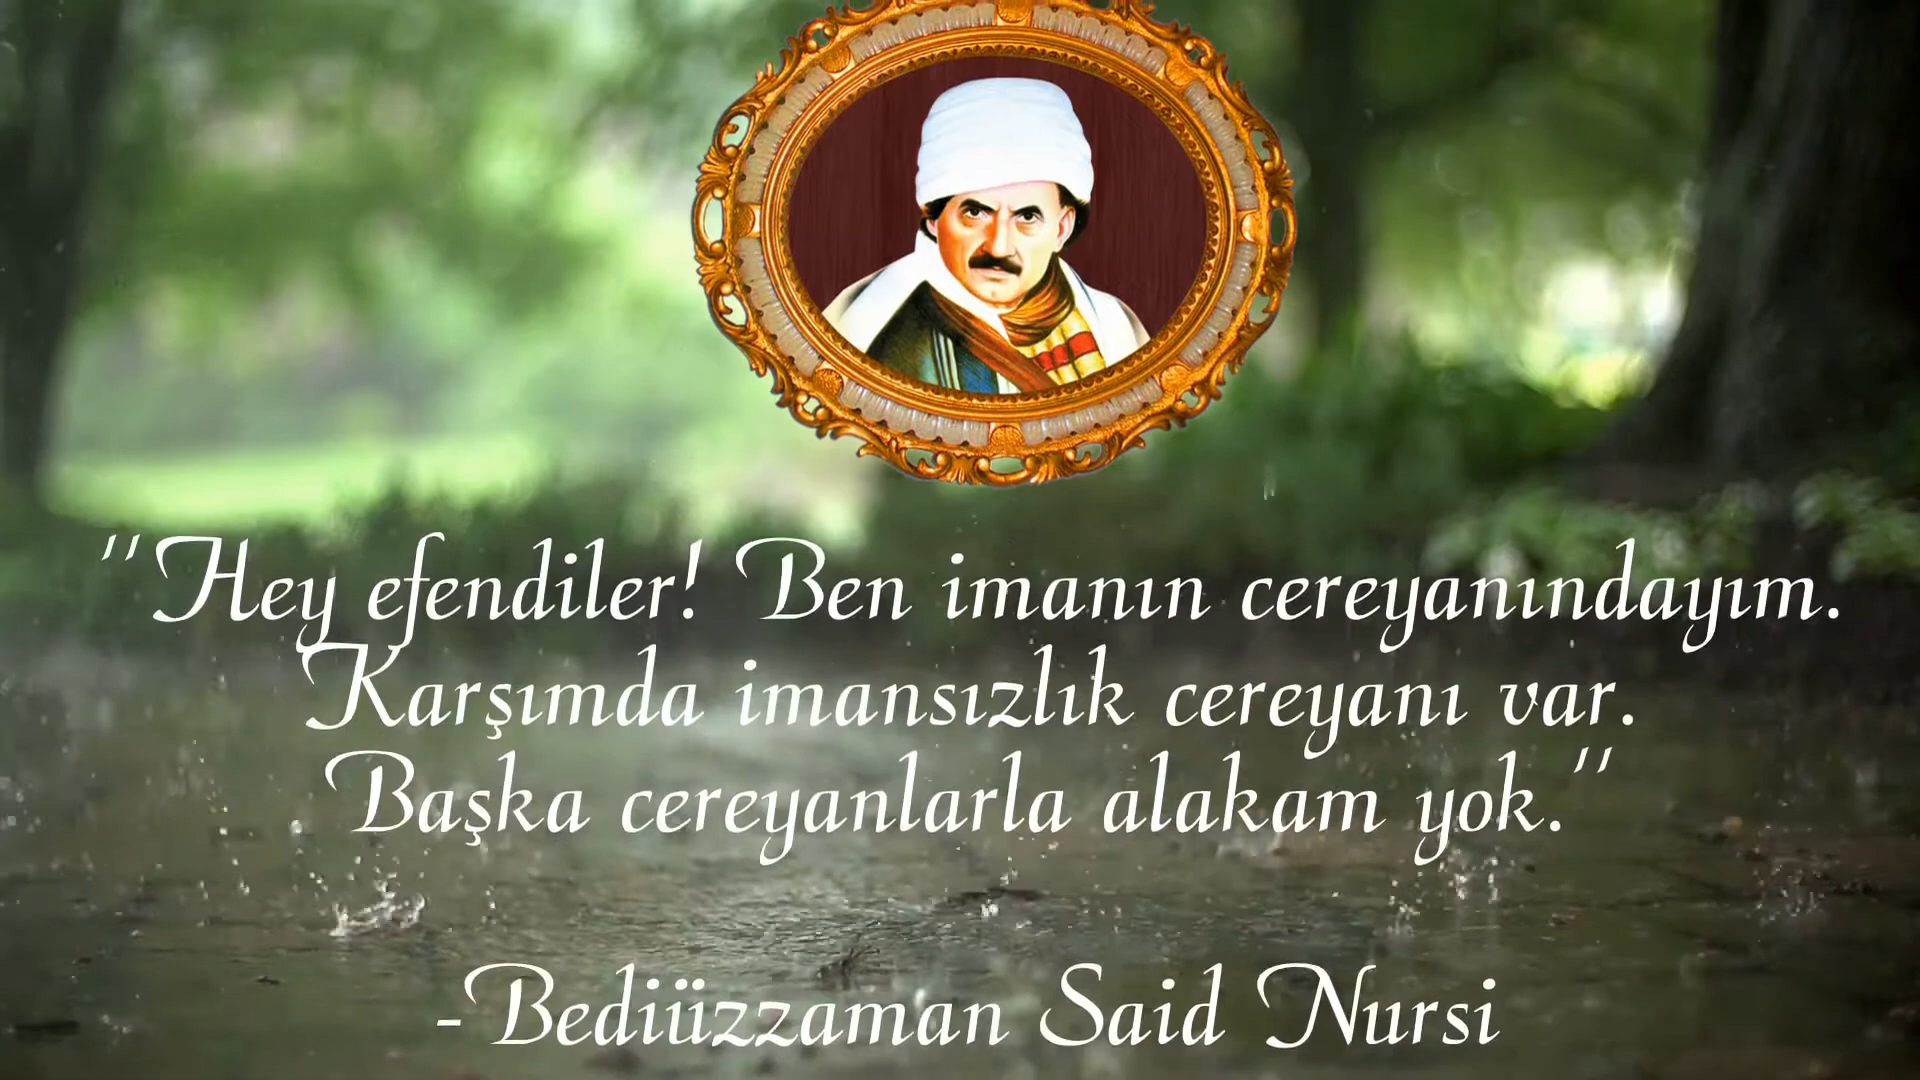 "Hey efendiler! Ben imanın cereyanındayım.
Karşımda imansızlık cereyanı var.
Başka cereyanlarla alakam yok."
- Bediüzzaman Said Nursi